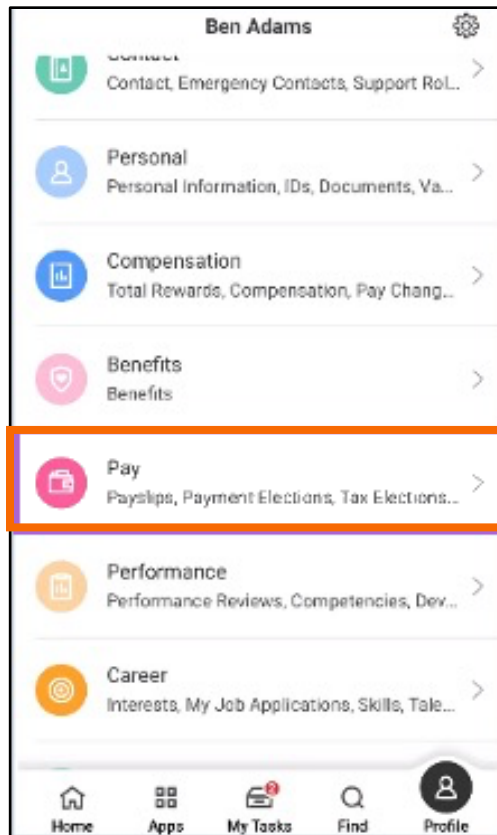 Ben Adams
Contact
Contact, Emergency Contacts, Support Rol...
Personal
Personal Information, IDs, Documents, Va...
Compensation
Total Rewards, Compensation, Pay Chang...
Benefits
Benefits
Pay
Payslips, Payment Elections, Tax Elections...
Performance
Performance Reviews, Competencies, Dev...
Career
Interests, My Job Applications, Skills, Tale...
2
Home Apps My Tasks Find Profile